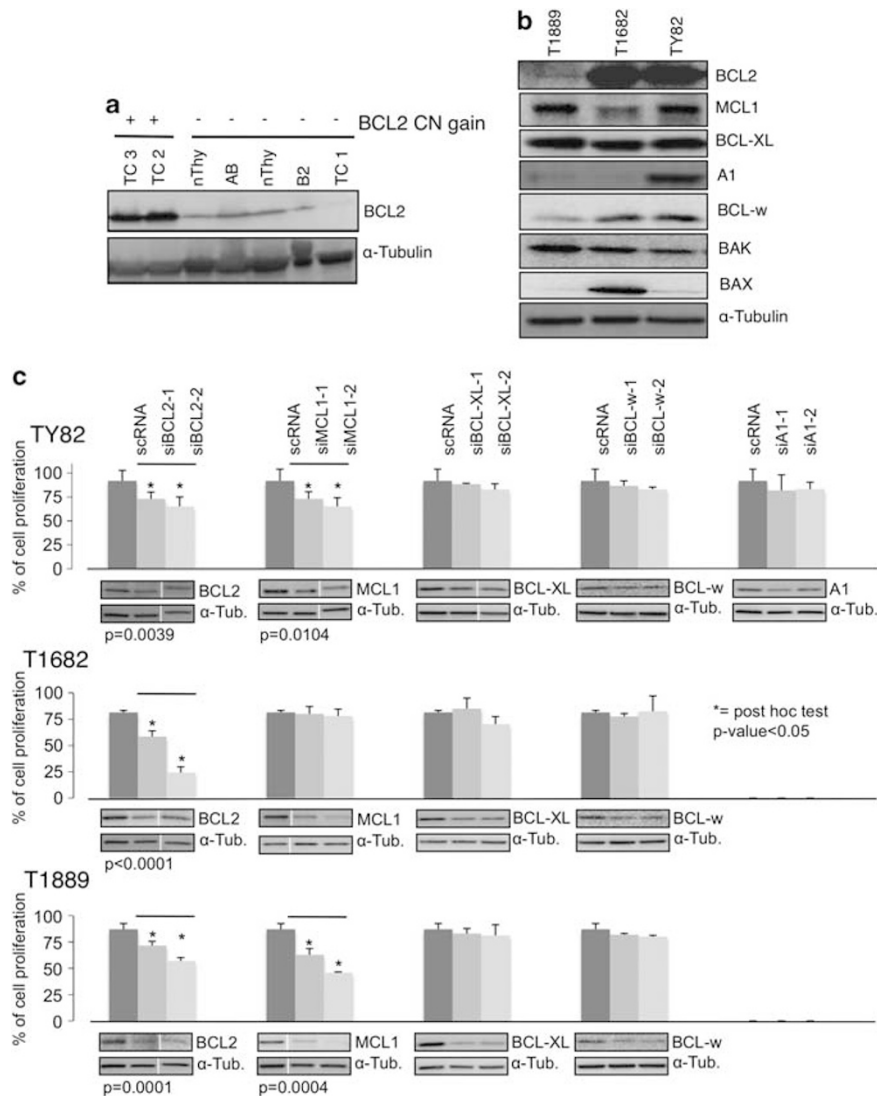 a
+ + - - - - -
BCL2 CN gain
TC 3 TC 2 nThy AB nThy B2 TC 1
BCL2
α-Tubulin
b
T1889 T1682 TY82
BCL2
MCL1
BCL-XL
A1
BCL-w
BAK
BAX
α-Tubulin
c
TY82
scRNA siBCL2-1 siBCL2-2
scRNA siMCL1-1 siMCL1-2
scRNA siBCL-XL-1 siBCL-XL-2
scRNA siBCL-w-1 siBCL-w-2
scRNA siA1-1 siA1-2
% of cell proliferation
100
75
50
25
0
* * * *
BCL2 MCL1 BCL-XL BCL-w A1
α-Tub. α-Tub. α-Tub. α-Tub. α-Tub.
p=0.0039 p=0.0104
T1682
% of cell proliferation
100
75
50
25
0
* *
*= post hoc test
p-value<0.05
BCL2 MCL1 BCL-XL BCL-w
α-Tub. α-Tub. α-Tub. α-Tub.
p<0.0001
T1889
% of cell proliferation
100
75
50
25
0
* * * *
BCL2 MCL1 BCL-XL BCL-w
α-Tub. α-Tub. α-Tub. α-Tub.
p=0.0001 p=0.0004